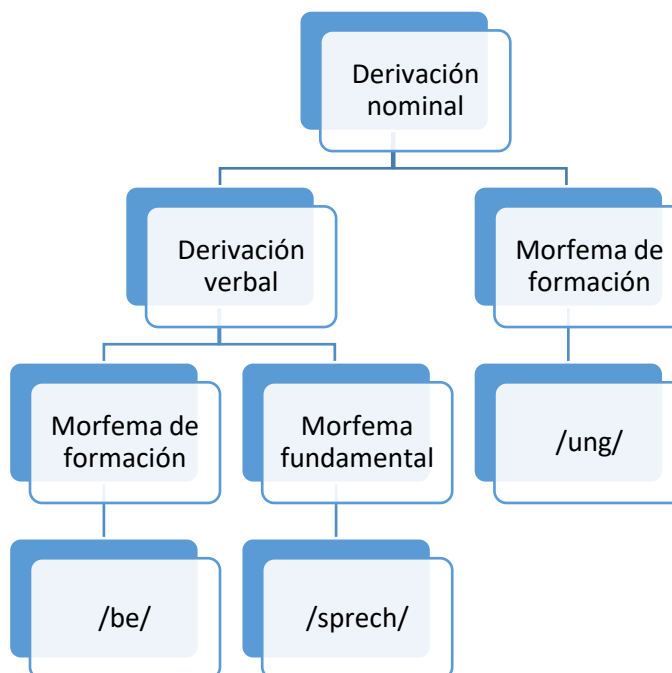 Derivación
nominal
Derivación
verbal
Morfema de
formación
Morfema de
formación
Morfema
fundamental
/ung/
/be/
/sprech/